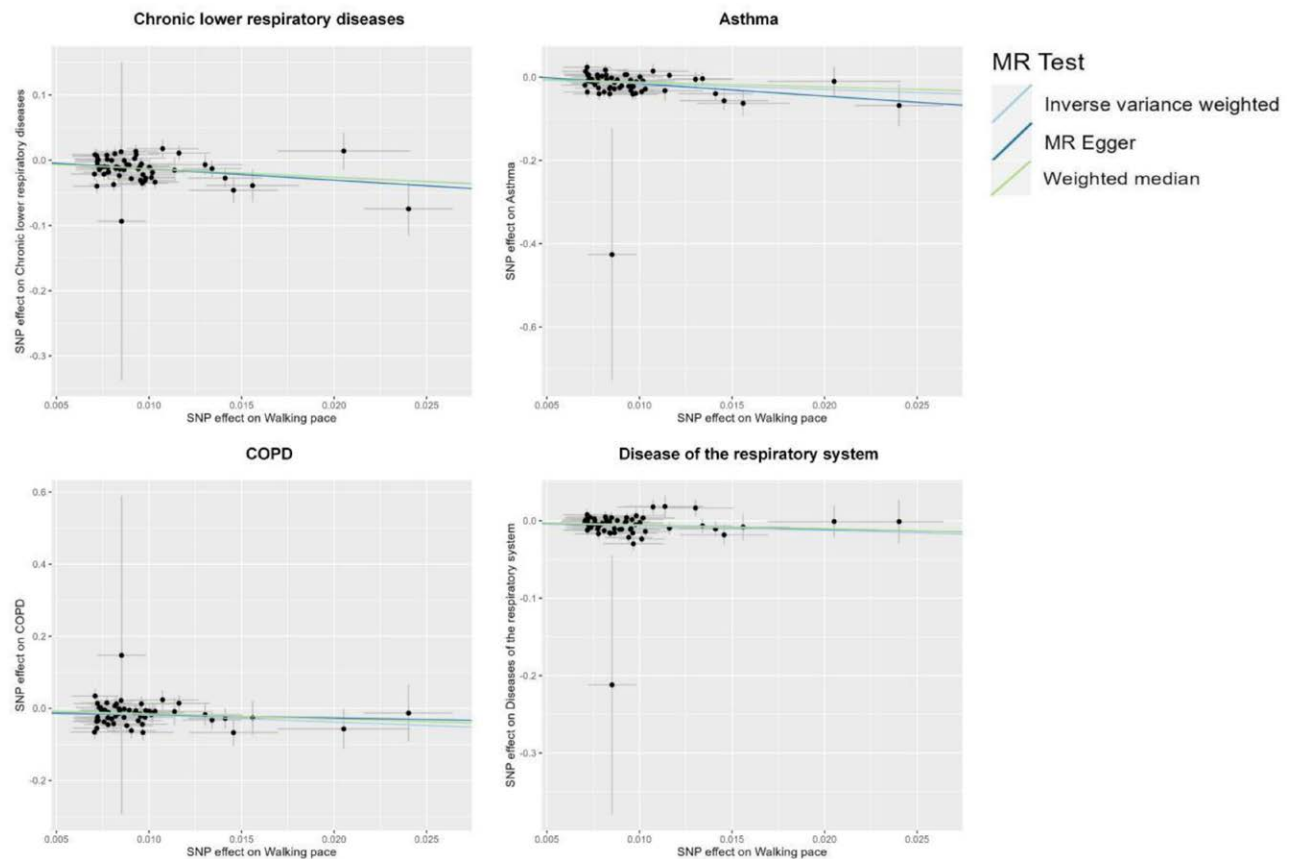 Chronic lower respiratory diseases
SNP effect on Chronic lower respiratory diseases
0.1
0.0
-0.1
-0.2
-0.3
0.005
0.010
0.015
0.020
0.025
SNP effect on Walking pace
Asthma
SNP effect on Asthma
0.0
-0.2
-0.4
-0.6
0.005
0.010
0.015
0.020
0.025
SNP effect on Walking pace
MR Test
Inverse variance weighted
MR Egger
Weighted median
COPD
SNP effect on COPD
0.6
0.4
0.2
0.0
-0.2
0.005
0.010
0.015
0.020
0.025
SNP effect on Walking pace
Disease of the respiratory system
SNP effect on Diseases of the respiratory system
0.0
-0.1
-0.2
-0.3
0.005
0.010
0.015
0.020
0.025
SNP effect on Walking pace